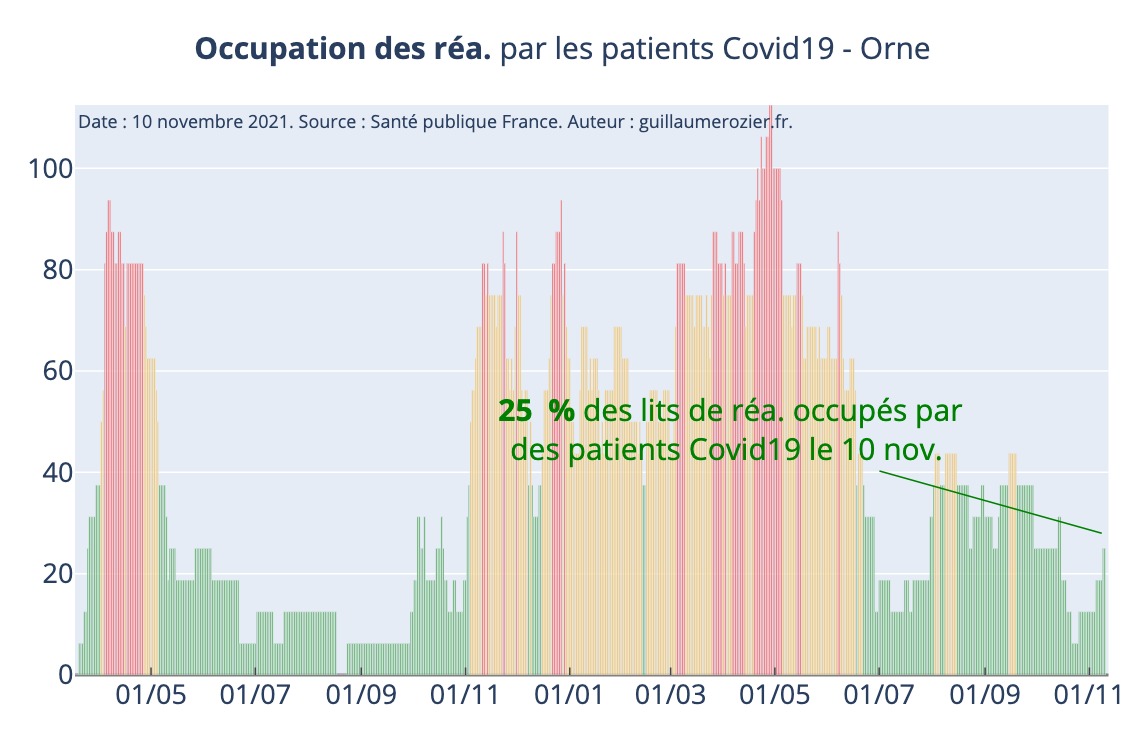 Occupation des réa. par les patients Covid19 - Orne
Date : 10 novembre 2021. Source : Santé publique France. Auteur : guillaumerozier.fr.
100
80
60
40
20
0
25 % des lits de réa. occupés par
des patients Covid19 le 10 nov.
01/05 01/07 01/09 01/11 01/01 01/03 01/05 01/07 01/09 01/11